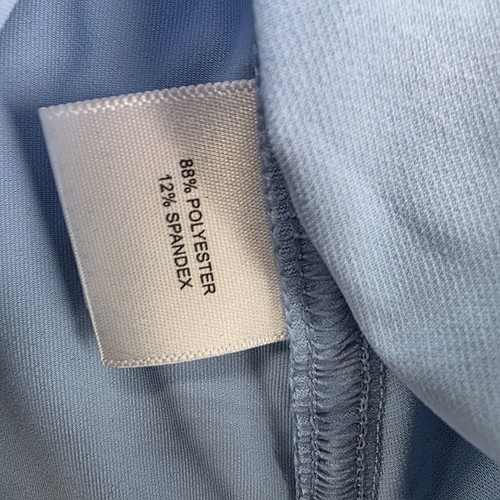 88% POLYESTER
12% SPANDEX